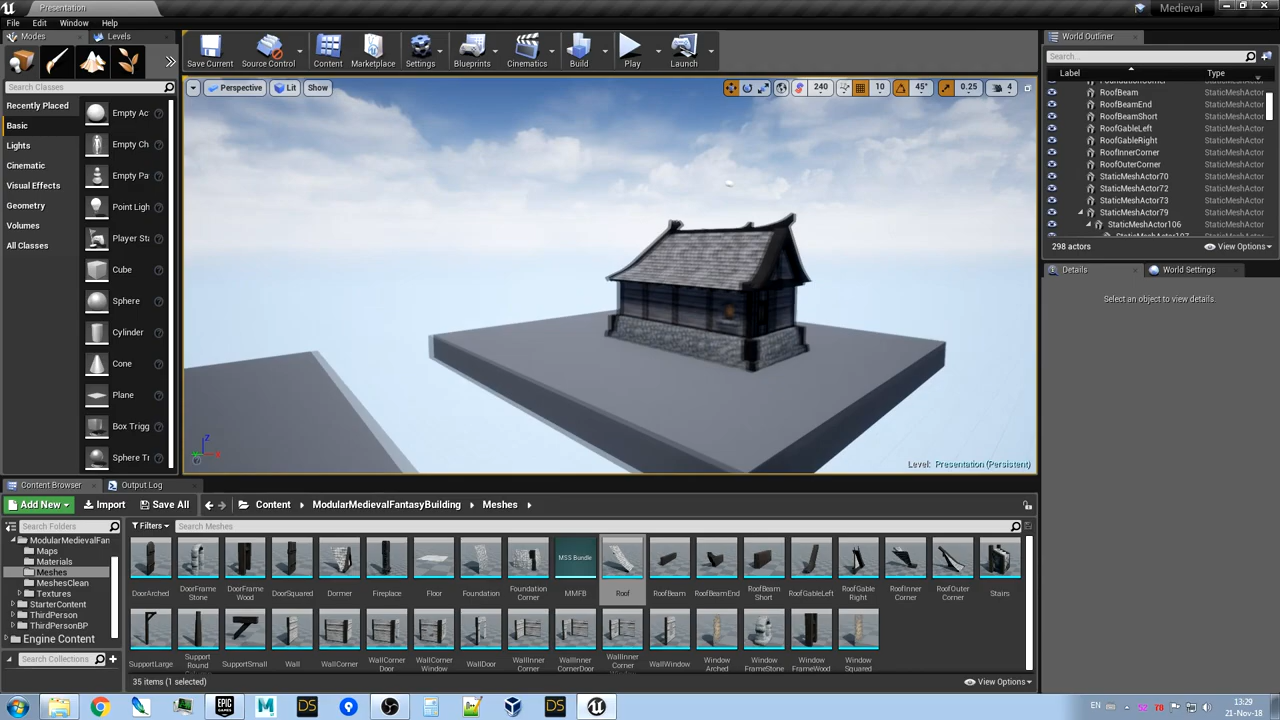 Presentation
Medieval
File Edit Window Help
Modes Levels
World Outliner
Save Current Source Control Content Marketplace Settings Blueprints Cinematics Build Play Launch
Search...
Label Type
Search Classes
Perspective Lit Show
240 10 45° 0.25 4
Recently Placed
Basic
Lights
Cinematic
Visual Effects
Geometry
Volumes
All Classes
Empty Ac
Empty Ch
Empty Pa
Point Ligh
Player Sta
Cube
Sphere
Cylinder
Cone
Plane
Box Trigg
Sphere Tr
RoofBeam StaticMeshActor
RoofBeamEnd StaticMeshActor
RoofBeamShort StaticMeshActor
RoofGableLeft StaticMeshActor
RoofGableRight StaticMeshActor
RoofInnerCorner StaticMeshActor
RoofOuterCorner StaticMeshActor
StaticMeshActor70 StaticMeshActor
StaticMeshActor72 StaticMeshActor
StaticMeshActor73 StaticMeshActor
StaticMeshActor79 StaticMeshActor
StaticMeshActor106 StaticMeshActor
298 actors View Options
Details World Settings
Select an object to view details.
Z
Level: Presentation (Persistent)
Content Browser Output Log
Add New Import Save All Content ModularMedievalFantasyBuilding Meshes
Search Folders Filters Search Meshes
ModularMedievalFan
Maps
Materials
Meshes
MeshesClean
Textures
StarterContent
ThirdPerson
ThirdPersonBP
Engine Content
Search Collections
MSS Bundle
DoorArched DoorFrame Stone DoorFrame Wood DoorSquared Dormer Fireplace Floor Foundation Foundation Corner MMFB Roof RoofBeam RoofBeamEnd RoofBeam Short RoofGableLeft RoofGable Right RoofInner Corner RoofOuter Corner Stairs
SupportLarge Support Round SupportSmall Wall WallCorner WallCorner Door WallCorner Window WallDoor WallInner Corner WallInner CornerDoor WallInner Corner WallWindow Window Arched Window FrameStone Window FrameWood Window Squared
35 items (1 selected) View Options
EPIC GAMES
M
DS
DS
EN
52 78
13:29
21-Nov-18